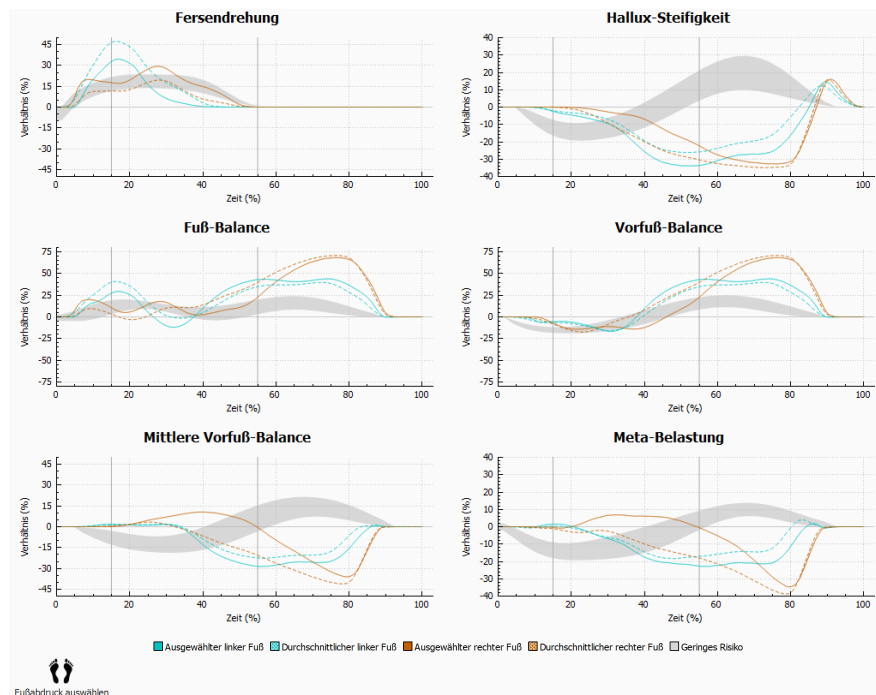 Fersendrehung
Hallux-Steifigkeit
Verhältnis (%)
45
30
15
0
15
30
45
0 20 40 60 80 100
Zeit (%)
Verhältnis (%)
40
30
20
10
0
-10
-20
-30
-40
0 20 40 60 80 100
Zeit (%)
Fuß-Balance
Vorfuß-Balance
Verhältnis (%)
75
50
25
0
-25
-50
-75
0 20 40 60 80 100
Zeit (%)
Verhältnis (%)
75
50
25
0
-25
-50
-75
0 20 40 60 80 100
Zeit (%)
Mittlere Vorfuß-Balance
Meta-Belastung
Verhältnis (%)
45
30
15
0
-15
-30
-45
0 20 40 60 80 100
Zeit (%)
Verhältnis (%)
40
30
20
10
0
-10
-20
-30
-40
0 20 40 60 80 100
Zeit (%)
Ausgewählter linker Fuß Durchschnittlicher linker Fuß Ausgewählter rechter Fuß Durchschnittlicher rechter Fuß Geringes Risiko
Fußabdruck auswählen